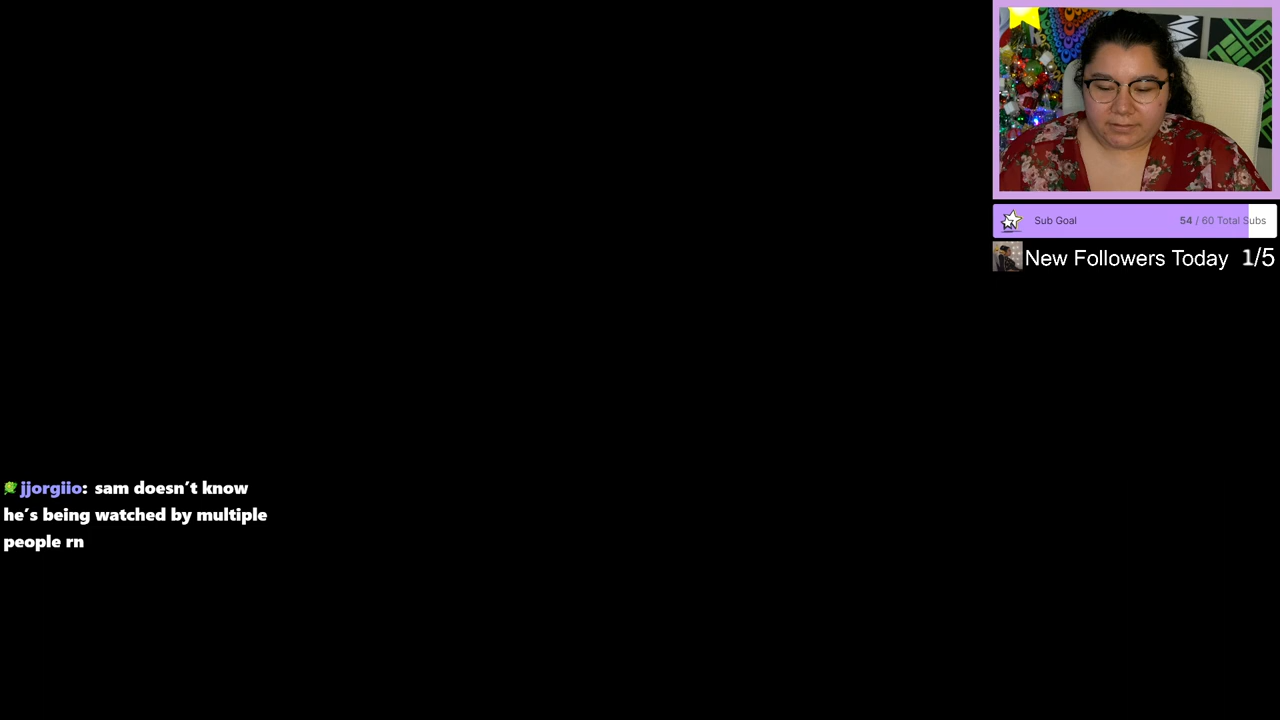 Sub Goal 54 / 60 Total Subs
New Followers Today 1/5
jjorgiio: sam doesn't know
he's being watched by multiple
people rn